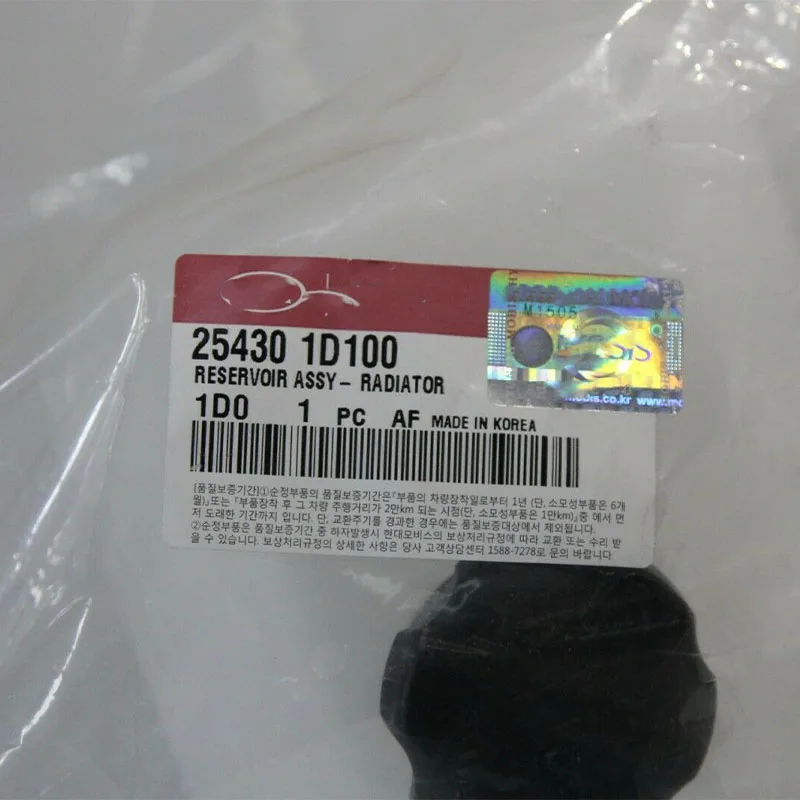 M1505
25430 1D100
RESERVOIR ASSY - RADIATOR
1D0 1 PC AF MADE IN KOREA
[품질보증기간]①순정부품의 품질보증기간은『부품의 차량장착일로부터 1년 (단, 소모성부품은 6개
월)』또는 『부품장착 후 그 차량 주행거리가 2만km 되는 시점(단, 소모성부품은 1만km)』중 에서 먼
저 도래한 기간까지 입니다. 단, 교환주기를 경과한 경우에는 품질보증대상에서 제외됩니다.
②순정부품은 품질보증기간 중 하자발생시 현대모비스의 보상처리규정에 따라 교환 또는 수리 받
을 수 있습니다. 보상처리규정의 상세한 사항은 당사 고객상담센터 1588-7278로 문의 바랍니다.